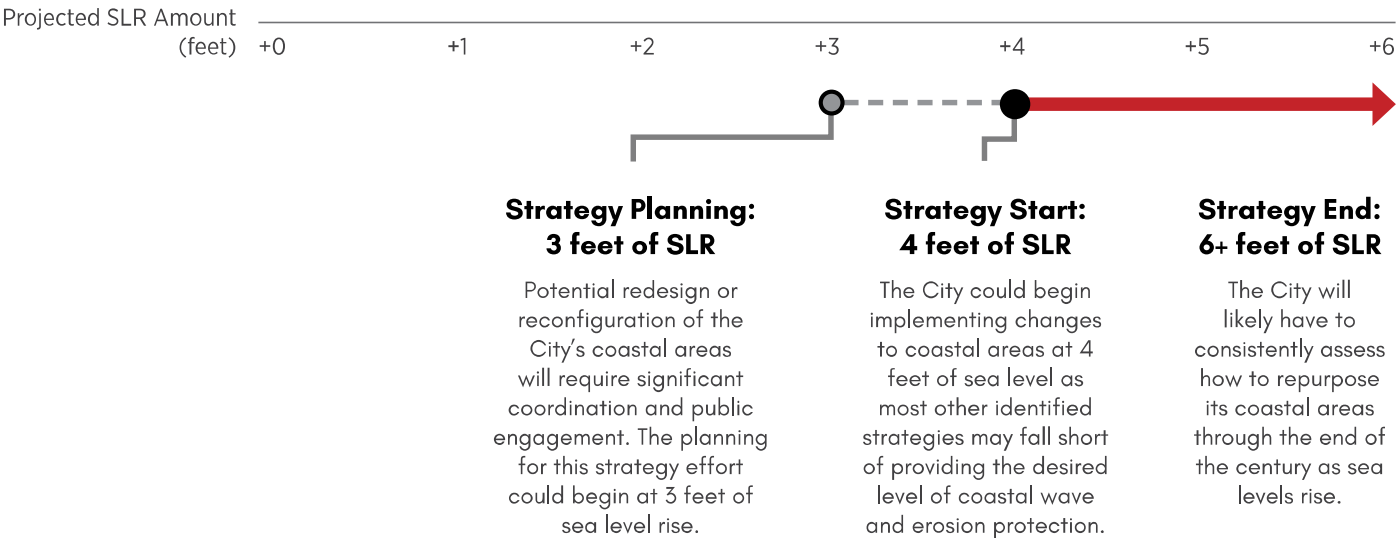 Projected SLR Amount
(feet) +0 +1 +2 +3 +4 +5 +6
Strategy Planning:
3 feet of SLR
Potential redesign or
reconfiguration of the
City's coastal areas
will require significant
coordination and public
engagement. The planning
for this strategy effort
could begin at 3 feet of
sea level rise.
Strategy Start:
4 feet of SLR
The City could begin
implementing changes
to coastal areas at 4
feet of sea level as
most other identified
strategies may fall short
of providing the desired
level of coastal wave
and erosion protection.
Strategy End:
6+ feet of SLR
The City will
likely have to
consistently assess
how to repurpose
its coastal areas
through the end of
the century as sea
levels rise.